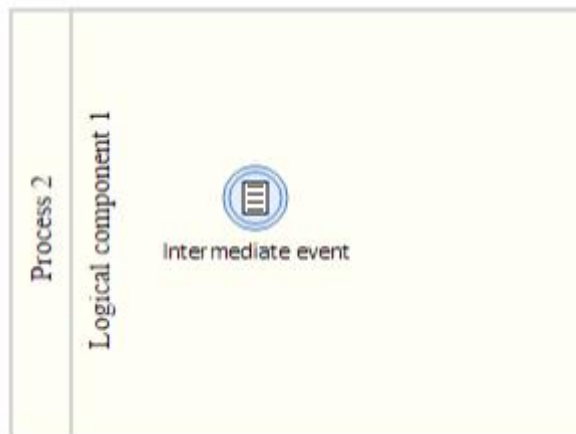 Process 2
Logical component 1
Intermediate event